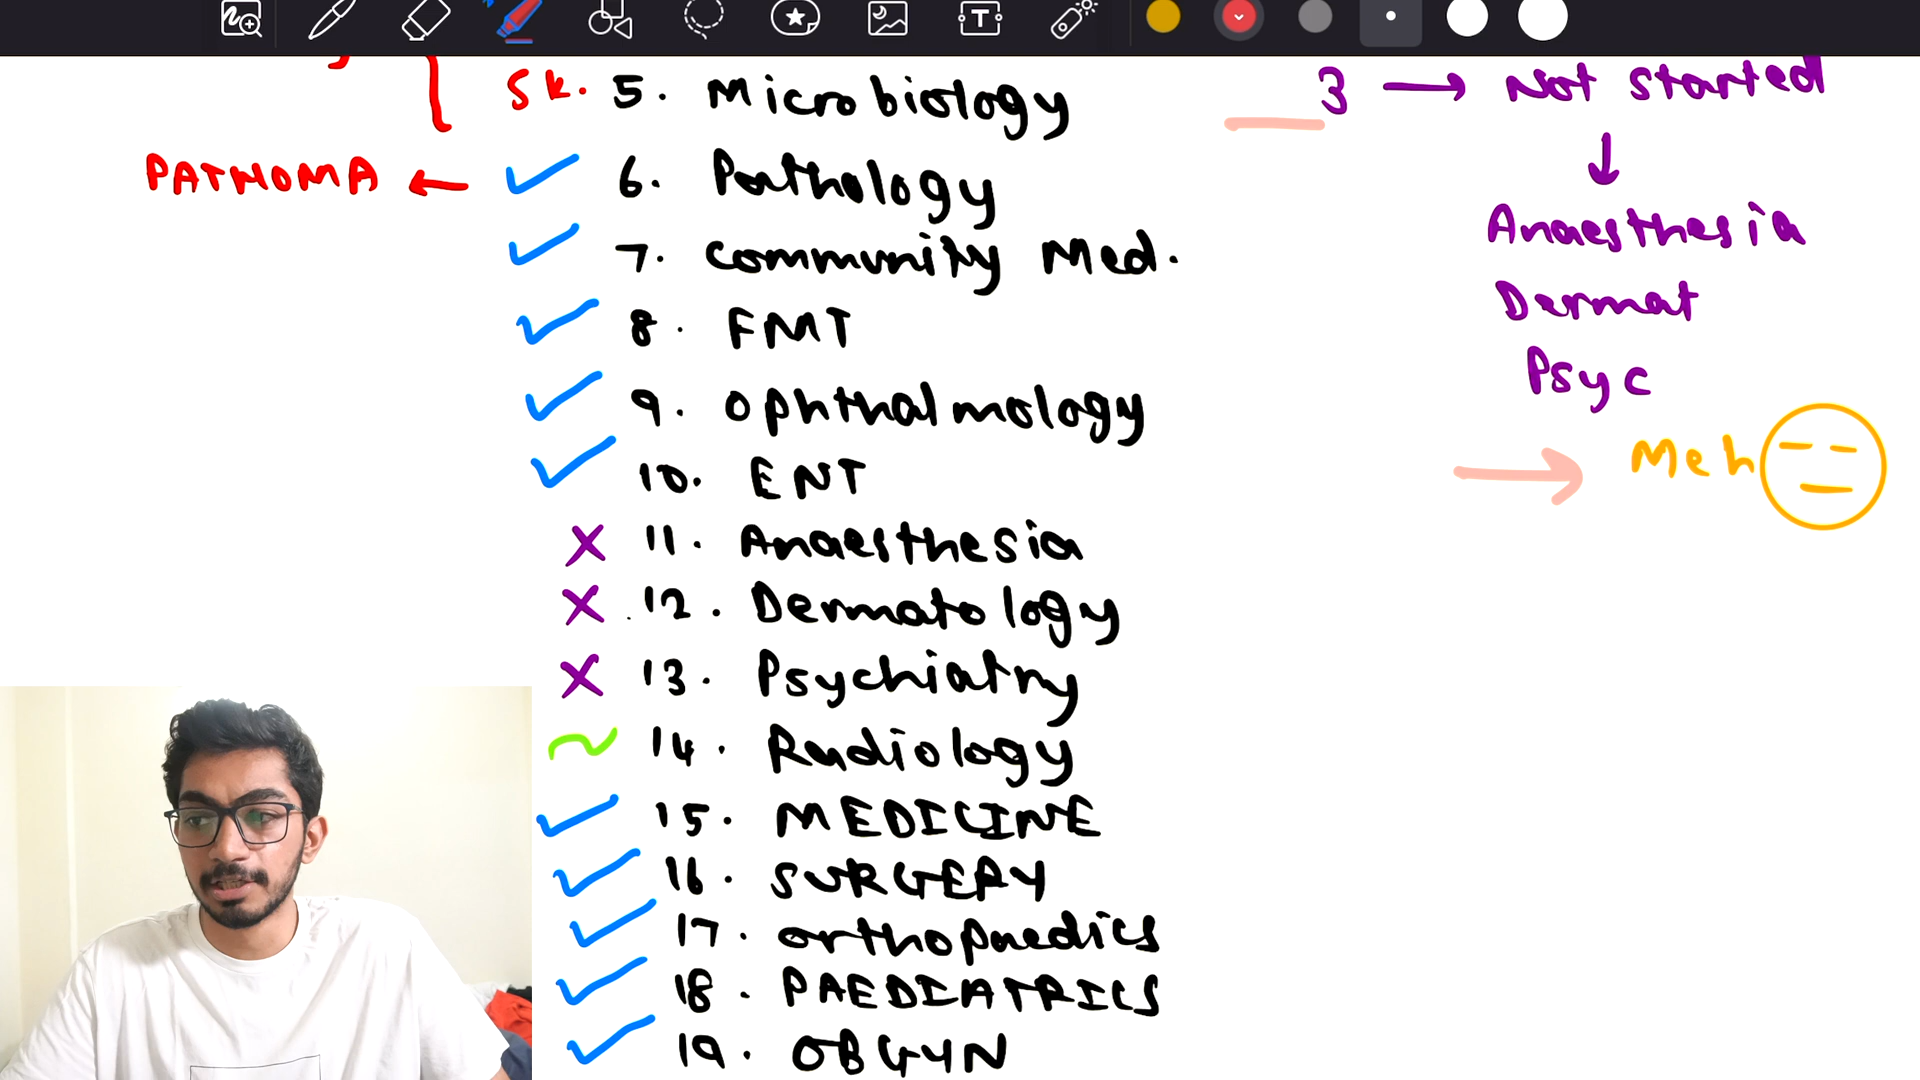 Sk. 5. Microbiology
PATHOMA ← 6. Pathology
7. Community Med.
8. FMT
9. Ophthalmology
10. ENT
11. Anaesthesia
12. Dermatology
13. Psychiatry
14. Radiology
15. MEDICINE
16. SURGERY
17. Orthopaedics
18. PAEDIATRICS
19. OBGYN
3 → Not started
↓
Anaesthesia
Dermat
Psyc
→ Meh